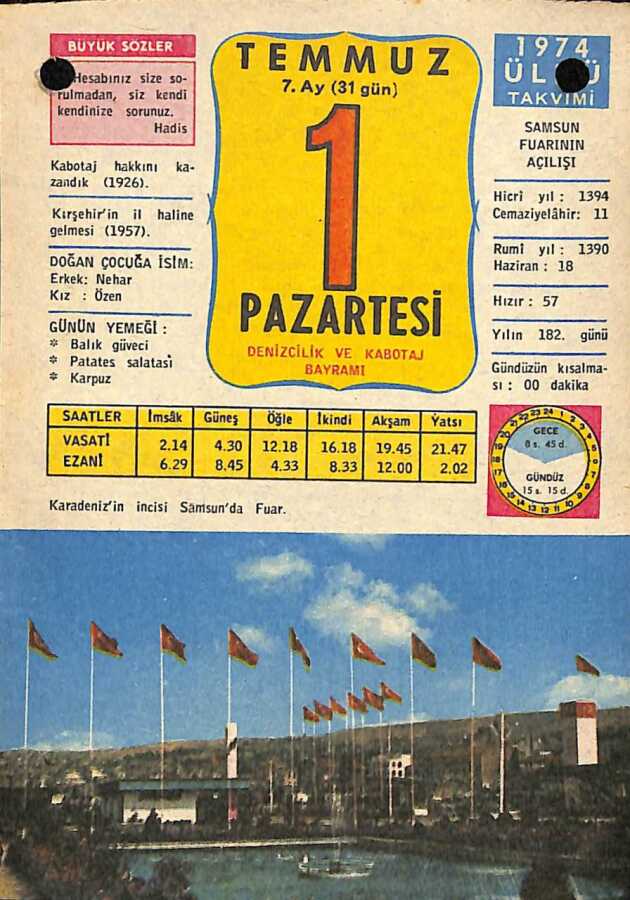 BÜYÜK SÖZLER
Hesabınız size so-
rulmadan, siz kendi
kendinize sorunuz.
Hadis
Kabotaj hakkını ka-
zandık (1926).
Kırşehir'in il haline
gelmesi (1957).
DOĞAN ÇOCUĞA İSİM:
Erkek: Nehar
Kız : Özen
GÜNÜN YEMEĞİ :
* Balık güveci
* Patates salatası
* Karpuz
TEMMUZ
7. Ay (31 gün)
1
PAZARTESİ
DENİZCİLİK VE KABOTAJ
BAYRAMI
1974
TAKVİMİ
SAMSUN
FUARININ
AÇILIŞI
Hicrî yıl : 1394
Cemaziyelâhir: 11
Rumî yıl : 1390
Haziran : 18
Hızır : 57
Yılın 182. günü
Gündüzün kısalma-
sı : 00 dakika
SAATLER İmsâk Güneş Öğle İkindi Akşam Yatsı
VASATİ 2.14 4.30 12.18 16.18 19.45 21.47
EZANİ 6.29 8.45 4.33 8.33 12.00 2.02
GECE
8 s. 45 d.
GÜNDÜZ
15 s. 15 d.
Karadeniz'in incisi Samsun'da Fuar.